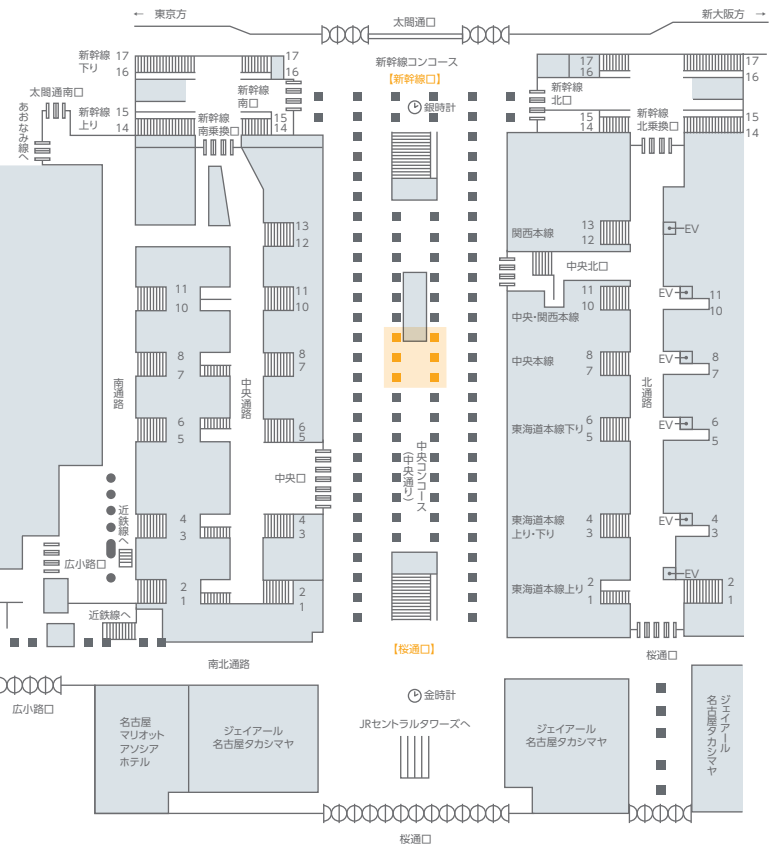 ← 東京方
太閤通口
新大阪方 →
新幹線
下り
17
16
17
16
新幹線コンコース
【新幹線口】
17
16
17
16
太閤通南口
あおなみ線へ
新幹線
上り
15
14
新幹線
南口
新幹線
南乗換口
15
14
銀時計
新幹線
北口
15
14
新幹線
北乗換口
15
14
13
12
関西本線
13
12
EV
中央北口
11
10
11
10
中央・関西本線
11
10
EV
11
10
8
7
8
7
中央本線
8
7
EV
8
7
南通路
中央通路
北通路
6
5
6
5
東海道本線下り
6
5
EV
6
5
中央コンコース
(中央通り)
中央口
近鉄線へ
4
3
4
3
東海道本線
上り・下り
4
3
EV
4
3
広小路口
2
1
2
1
東海道本線上り
2
1
EV
2
1
近鉄線へ
【桜通口】
桜通口
南北通路
広小路口
金時計
名古屋
マリオット
アソシア
ホテル
ジェイアール
名古屋タカシマヤ
JRセントラルタワーズへ
ジェイアール
名古屋タカシマヤ
ジェイアール
名古屋タカシマヤ
桜通口